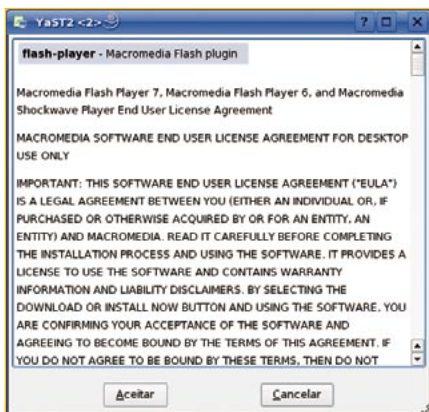 YaST2 <2>
flash-player - Macromedia Flash plugin
Macromedia Flash Player 7, Macromedia Flash Player 6, and Macromedia
Shockwave Player End User License Agreement
MACROMEDIA SOFTWARE END USER LICENSE AGREEMENT FOR DESKTOP
USE ONLY
IMPORTANT: THIS SOFTWARE END USER LICENSE AGREEMENT ("EULA")
IS A LEGAL AGREEMENT BETWEEN YOU (EITHER AN INDIVIDUAL OR, IF
PURCHASED OR OTHERWISE ACQUIRED BY OR FOR AN ENTITY, AN
ENTITY) AND MACROMEDIA. READ IT CAREFULLY BEFORE COMPLETING
THE INSTALLATION PROCESS AND USING THE SOFTWARE. IT PROVIDES A
LICENSE TO USE THE SOFTWARE AND CONTAINS WARRANTY
INFORMATION AND LIABILITY DISCLAIMERS. BY SELECTING THE
DOWNLOAD OR INSTALL NOW BUTTON AND USING THE SOFTWARE, YOU
ARE CONFIRMING YOUR ACCEPTANCE OF THE SOFTWARE AND
AGREEING TO BECOME BOUND BY THE TERMS OF THIS AGREEMENT. IF
YOU DO NOT AGREE TO BE BOUND BY THESE TERMS, THEN DO NOT
Aceitar Cancelar